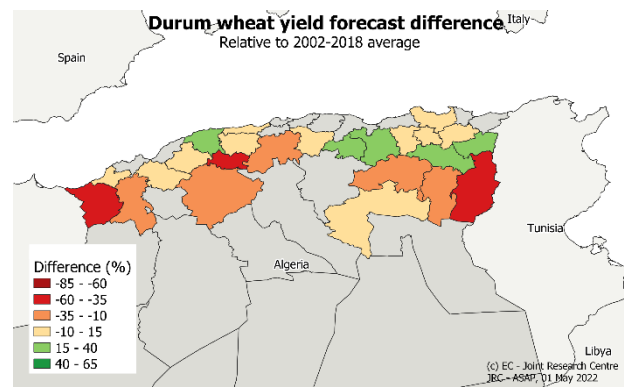 Durum wheat yield forecast difference
Relative to 2002-2018 average
Italy
Spain
Tunisia
Algeria
Libya
Difference (%)
-85 - -60
-60 - -35
-35 - -10
-10 - 15
15 - 40
40 - 65
(c) EC - Joint Research Centre
JRC - ASAP, 01 May 2022